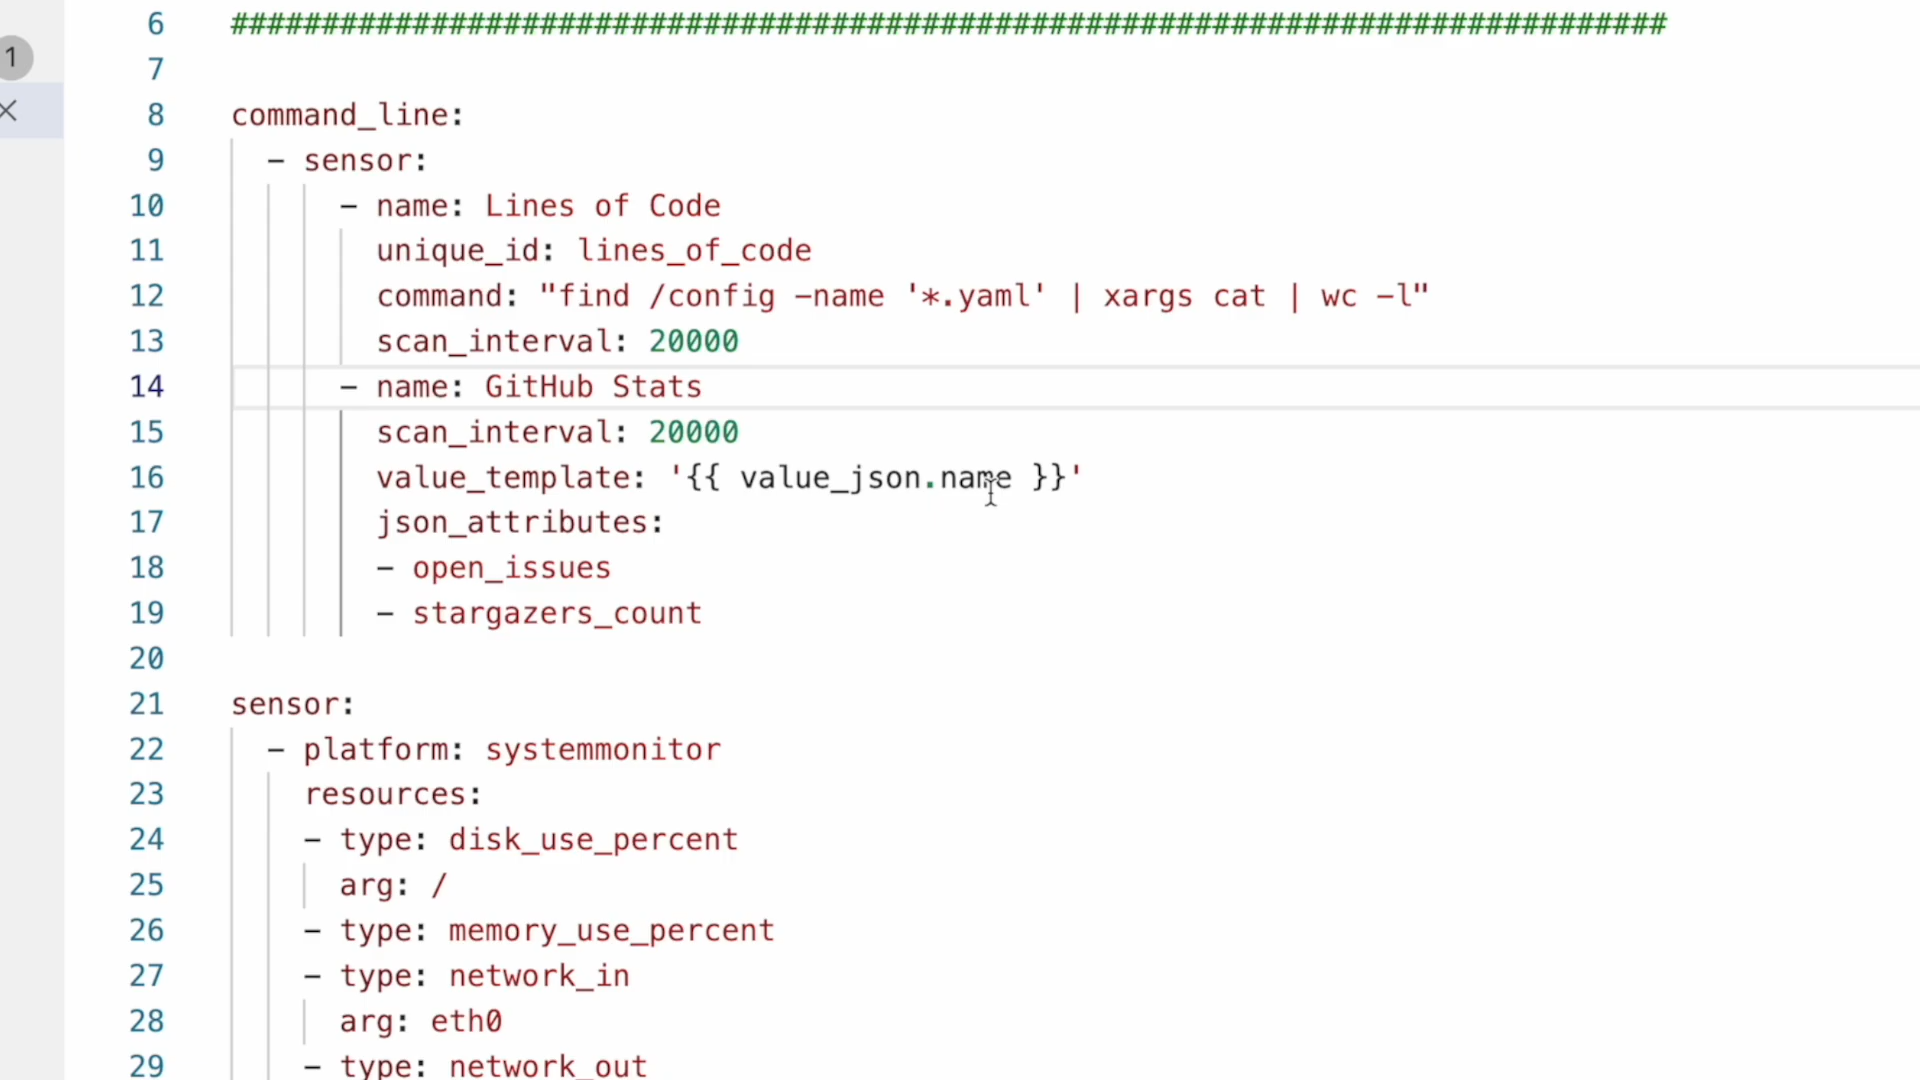 1
6 ###############################################################################
7
8 command_line:
9 - sensor:
10 - name: Lines of Code
11 unique_id: lines_of_code
12 command: "find /config -name '*.yaml' | xargs cat | wc -l"
13 scan_interval: 20000
14 - name: GitHub Stats
15 scan_interval: 20000
16 value_template: '{{ value_json.name }}'
17 json_attributes:
18 - open_issues
19 - stargazers_count
20
21 sensor:
22 - platform: systemmonitor
23 resources:
24 - type: disk_use_percent
25 arg: /
26 - type: memory_use_percent
27 - type: network_in
28 arg: eth0
29 - type: network_out